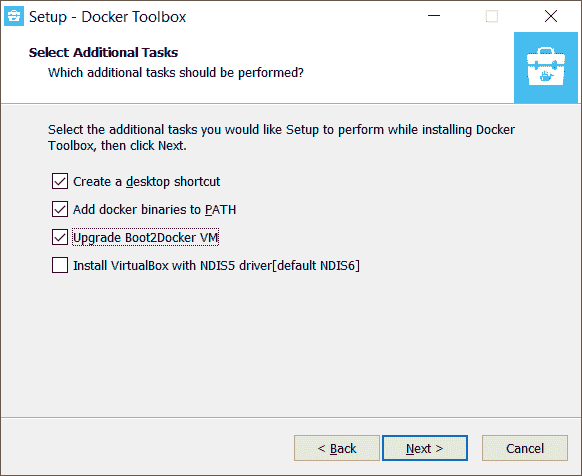 Setup - Docker Toolbox
Select Additional Tasks
Which additional tasks should be performed?
Select the additional tasks you would like Setup to perform while installing Docker
Toolbox, then click Next.
Create a desktop shortcut
Add docker binaries to PATH
Upgrade Boot2Docker VM
Install VirtualBox with NDIS5 driver[default NDIS6]
< Back
Next >
Cancel